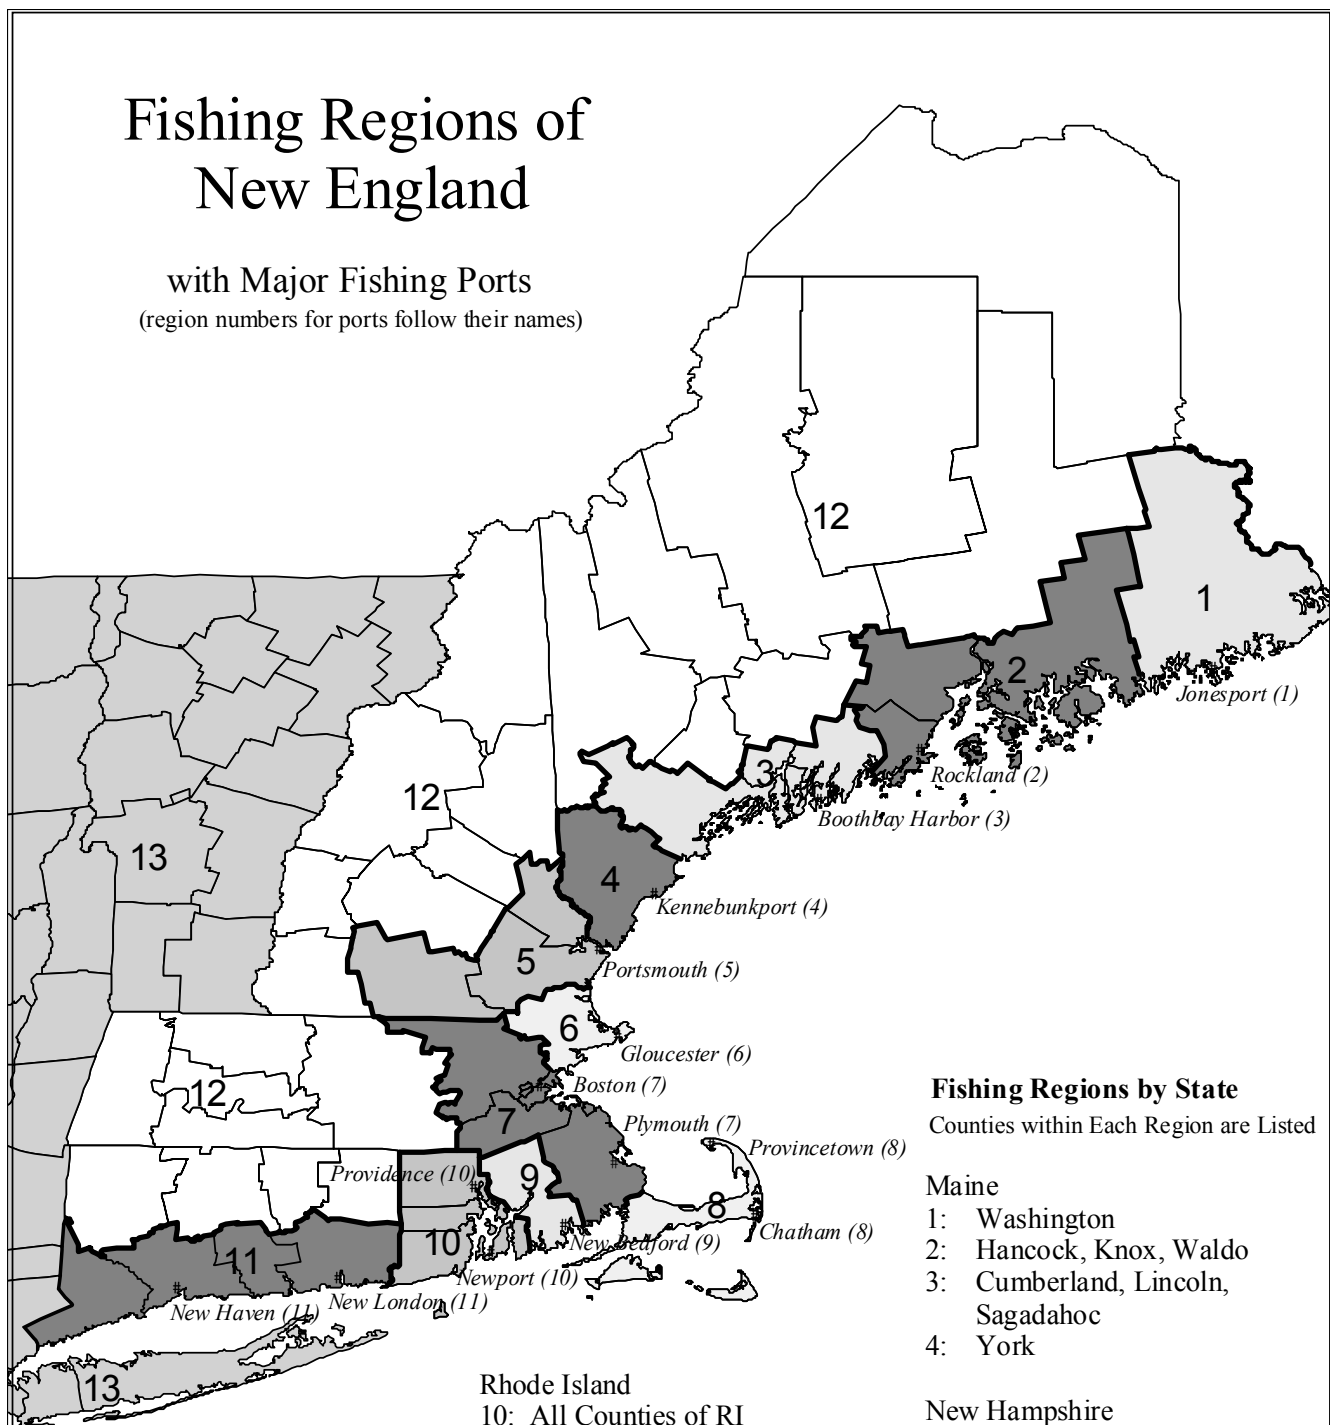 Fishing Regions of
New England
with Major Fishing Ports
(region numbers for ports follow their names)
12
1
2
Jonesport (1)
3
Rockland (2)
12
Boothbay Harbor (3)
13
4
Kennebunkport (4)
5
Portsmouth (5)
6
Gloucester (6)
Boston (7)
12
7
Plymouth (7)
Provincetown (8)
Providence (10)
9
8
Chatham (8)
10
New Bedford (9)
11
Newport (10)
New London (11)
New Haven (11)
13
Fishing Regions by State
Counties within Each Region are Listed
Maine
1: Washington
2: Hancock, Knox, Waldo
3: Cumberland, Lincoln,
Sagadahoc
4: York
New Hampshire
Rhode Island
10: All Counties of RI